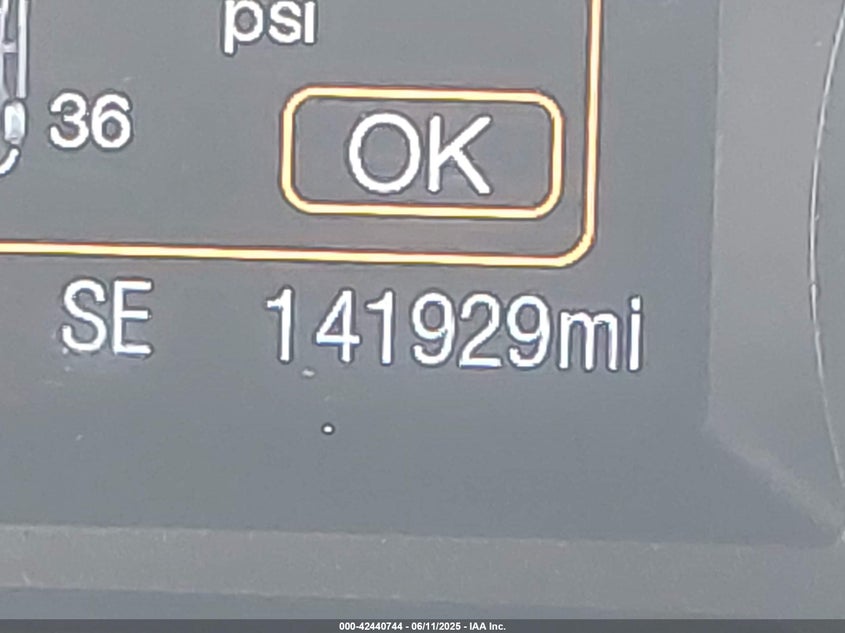 psi
36 OK
SE 141929mi
000-42440744 - 06/11/2025 - IAA Inc.